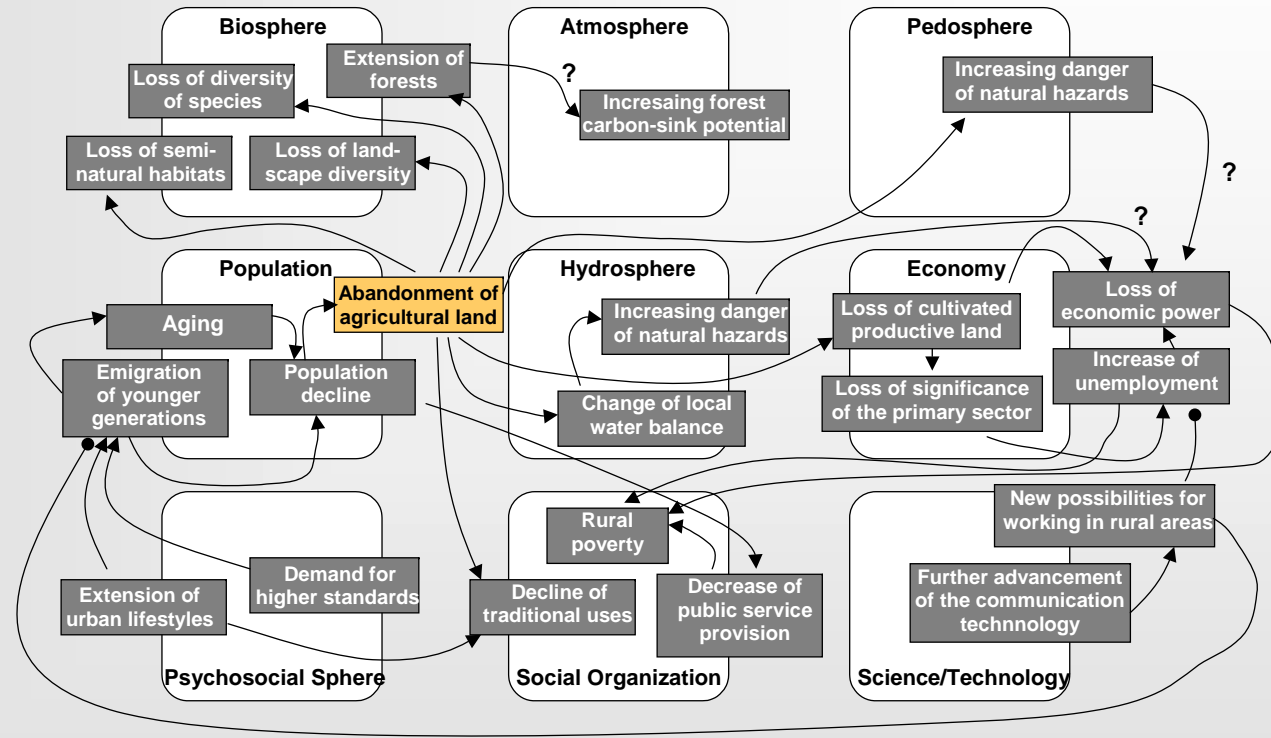 Biosphere
Atmosphere
Pedosphere
Extension of
forests
Loss of diversity
of species
?
Increasing danger
of natural hazards
Incresaing forest
carbon-sink potential
Loss of semi-
natural habitats
Loss of land-
scape diversity
?
?
Population
Hydrosphere
Economy
Abandonment of
agricultural land
Aging
Increasing danger
of natural hazards
Loss of cultivated
productive land
Loss of
economic power
Emigration
of younger
generations
Population
decline
Change of local
water balance
Loss of significance
of the primary sector
Increase of
unemployment
New possibilities for
working in rural areas
Rural
poverty
Demand for
higher standards
Extension of
urban lifestyles
Decline of
traditional uses
Decrease of
public service
provision
Further advancement
of the communication
technnology
Psychosocial Sphere
Social Organization
Science/Technology